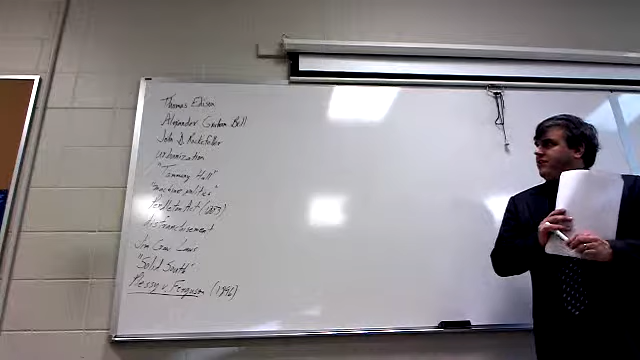 Thomas Edison
Alexander Graham Bell
John D. Rockefeller
urbanization
"Tammany Hall"
"machine politics"
Pendleton Act (1883)
disfranchisement
Jim Crow Laws
"Solid South"
Plessy v. Ferguson (1896)